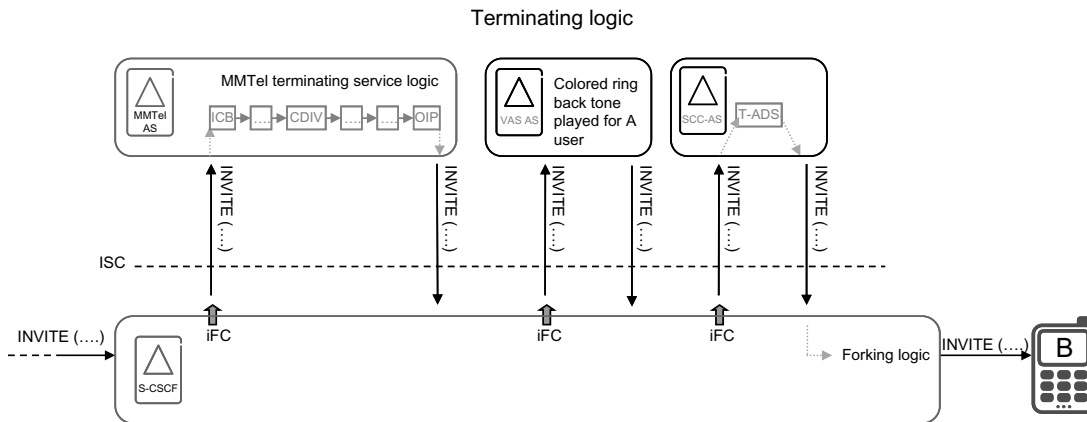 Terminating logic
MMTel terminating service logic
MMTel
AS
ICB
....
CDIV
....
....
OIP
VAS AS
Colored ring
back tone
played for A
user
SCC-AS
T-ADS
INVITE (....)
INVITE (....)
INVITE (....)
INVITE (....)
INVITE (....)
INVITE (....)
ISC
iFC
iFC
iFC
INVITE (....)
S-CSCF
Forking logic
INVITE (....)
B